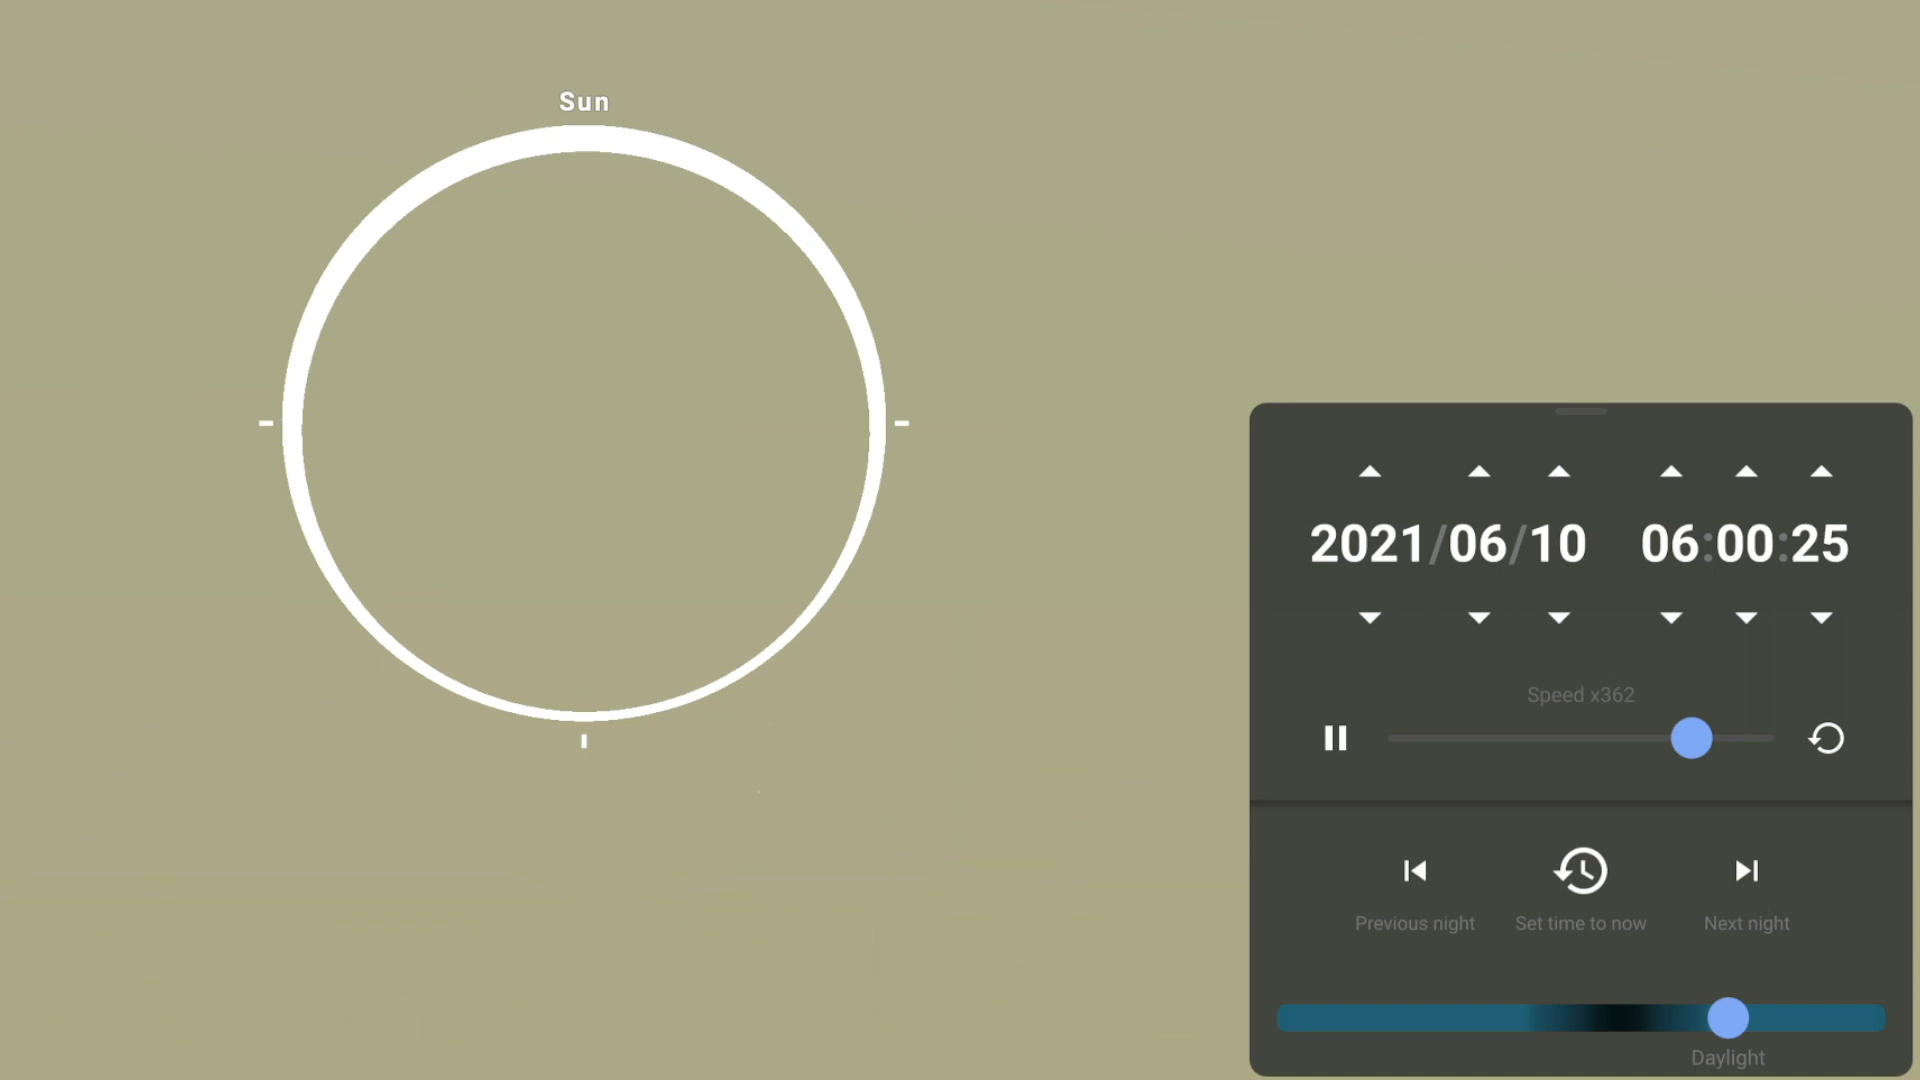 Sun
2021/06/10 06:00:25
Speed x362
Previous night Set time to now Next night
Daylight